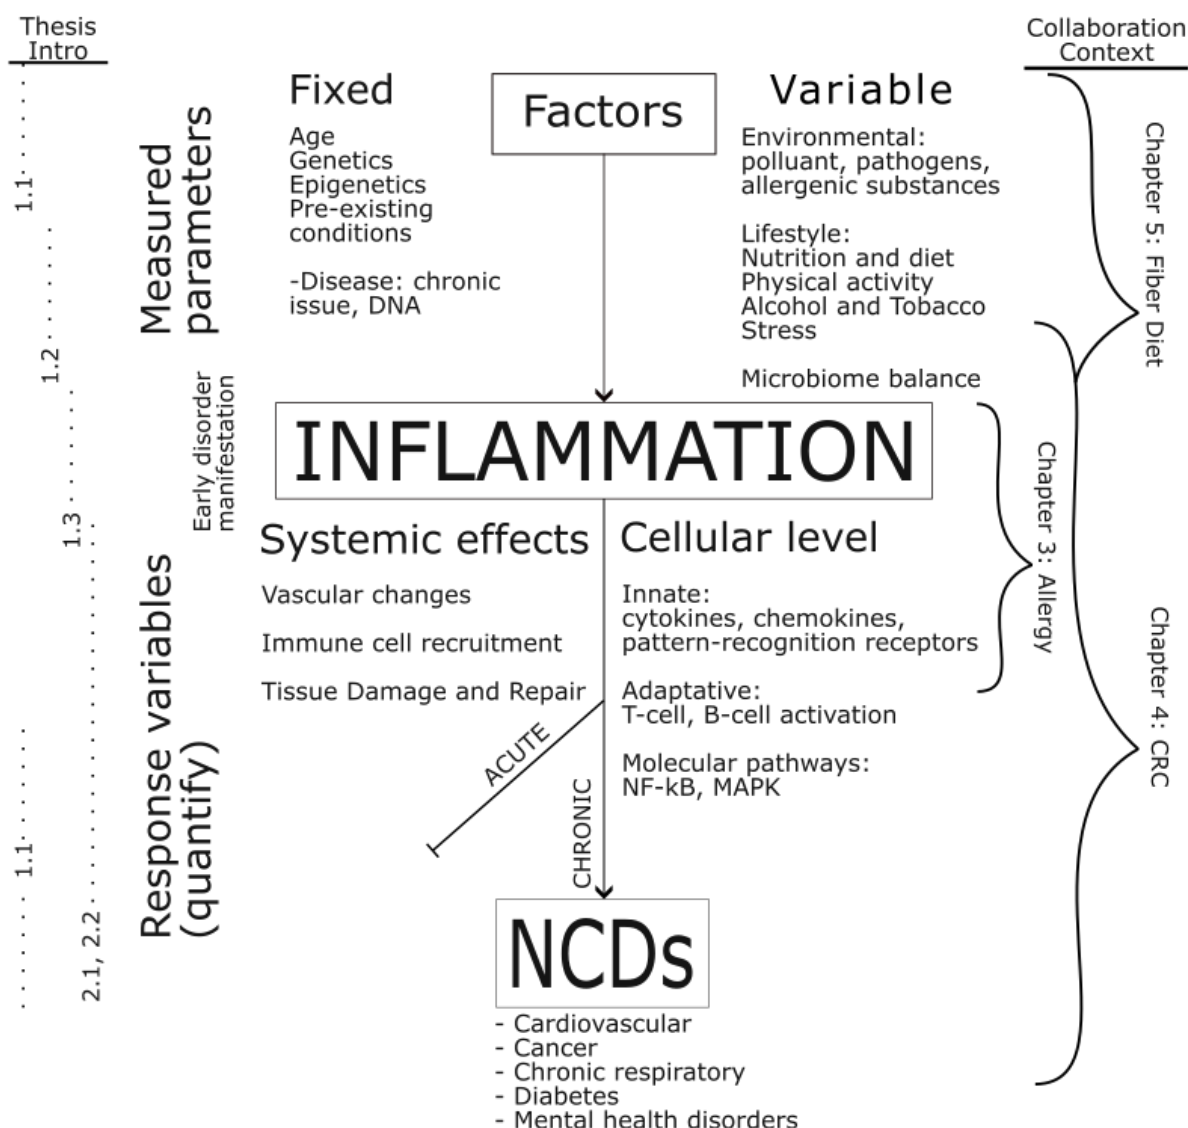 Thesis
Intro
Collaboration
Context
Factors
Fixed
Age
Genetics
Epigenetics
Pre-existing
conditions
-Disease: chronic
issue, DNA
Variable
Environmental:
polluant, pathogens,
allergenic substances
Lifestyle:
Nutrition and diet
Physical activity
Alcohol and Tobacco
Stress
Microbiome balance
Measured
parameters
1.1
1.2
Chapter 5: Fiber Diet
Early disorder
manifestation
INFLAMMATION
1.3
Chapter 3: Allergy
Systemic effects
Vascular changes
Immune cell recruitment
Tissue Damage and Repair
Cellular level
Innate:
cytokines, chemokines,
pattern-recognition receptors
Adaptative:
T-cell, B-cell activation
Molecular pathways:
NF-kB, MAPK
Response variables
(quantify)
1.1
2.1, 2.2
Chapter 4: CRC
ACUTE
CHRONIC
NCDs
- Cardiovascular
- Cancer
- Chronic respiratory
- Diabetes
- Mental health disorders